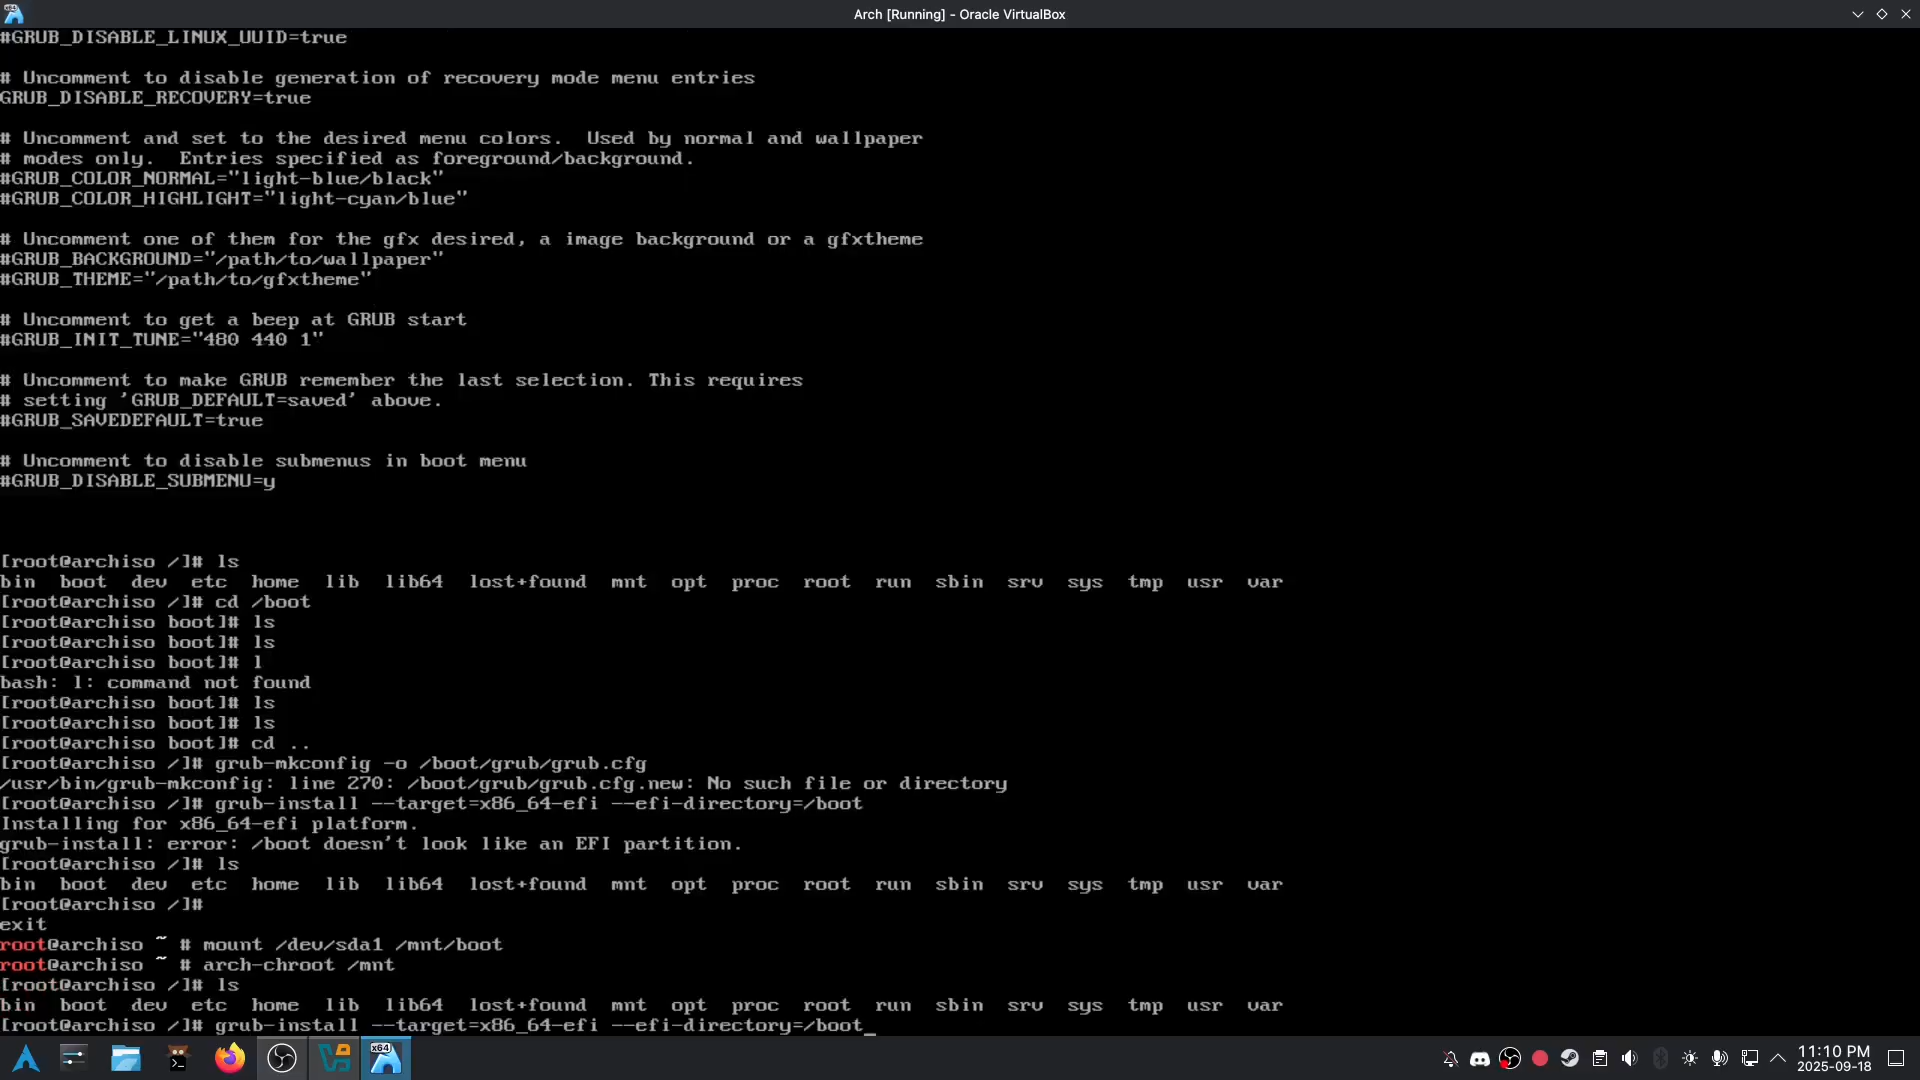 Arch [Running] - Oracle VirtualBox
#GRUB_DISABLE_LINUX_UUID=true
# Uncomment to disable generation of recovery mode menu entries
GRUB_DISABLE_RECOVERY=true
# Uncomment and set to the desired menu colors.  Used by normal and wallpaper
# modes only.  Entries specified as foreground/background.
#GRUB_COLOR_NORMAL="light-blue/black"
#GRUB_COLOR_HIGHLIGHT="light-cyan/blue"
# Uncomment one of them for the gfx desired, a image background or a gfxtheme
#GRUB_BACKGROUND="/path/to/wallpaper"
#GRUB_THEME="/path/to/gfxtheme"
# Uncomment to get a beep at GRUB start
#GRUB_INIT_TUNE="480 440 1"
# Uncomment to make GRUB remember the last selection. This requires
# setting 'GRUB_DEFAULT=saved' above.
#GRUB_SAVEDEFAULT=true
# Uncomment to disable submenus in boot menu
#GRUB_DISABLE_SUBMENU=y
[root@archiso /]# ls
bin  boot  dev  etc  home  lib  lib64  lost+found  mnt  opt  proc  root  run  sbin  srv  sys  tmp  usr  var
[root@archiso /]# cd /boot
[root@archiso boot]# ls
[root@archiso boot]# ls
[root@archiso boot]# l
bash: l: command not found
[root@archiso boot]# ls
[root@archiso boot]# ls
[root@archiso boot]# cd ..
[root@archiso /]# grub-mkconfig -o /boot/grub/grub.cfg
/usr/bin/grub-mkconfig: line 270: /boot/grub/grub.cfg.new: No such file or directory
[root@archiso /]# grub-install --target=x86_64-efi --efi-directory=/boot
Installing for x86_64-efi platform.
grub-install: error: /boot doesn't look like an EFI partition.
[root@archiso /]# ls
bin  boot  dev  etc  home  lib  lib64  lost+found  mnt  opt  proc  root  run  sbin  srv  sys  tmp  usr  var
[root@archiso /]#
exit
root@archiso ~ # mount /dev/sda1 /mnt/boot
root@archiso ~ # arch-chroot /mnt
[root@archiso /]# ls
bin  boot  dev  etc  home  lib  lib64  lost+found  mnt  opt  proc  root  run  sbin  srv  sys  tmp  usr  var
[root@archiso /]# grub-install --target=x86_64-efi --efi-directory=/boot_
x64
11:10 PM
2025-09-18